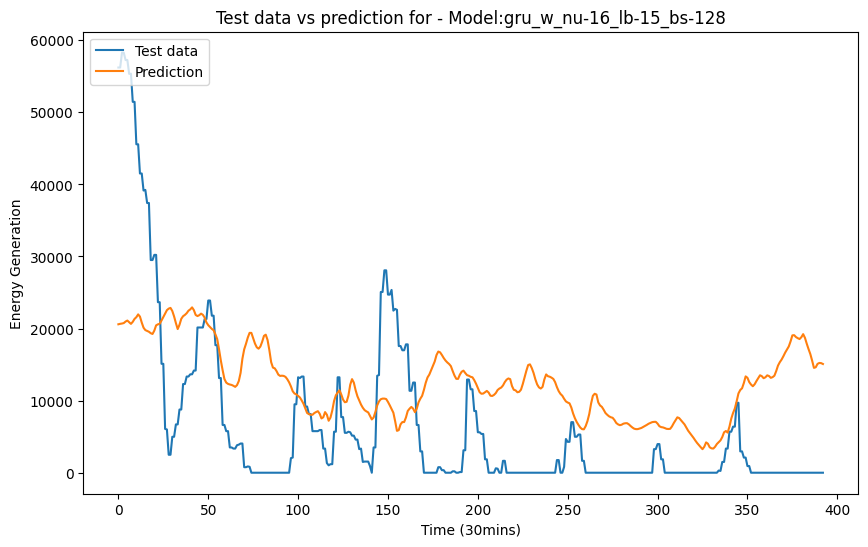 Test data vs prediction for - Model:gru_w_nu-16_lb-15_bs-128
Test data
Prediction
60000
50000
40000
30000
20000
10000
0
Energy Generation
0 50 100 150 200 250 300 350 400
Time (30mins)